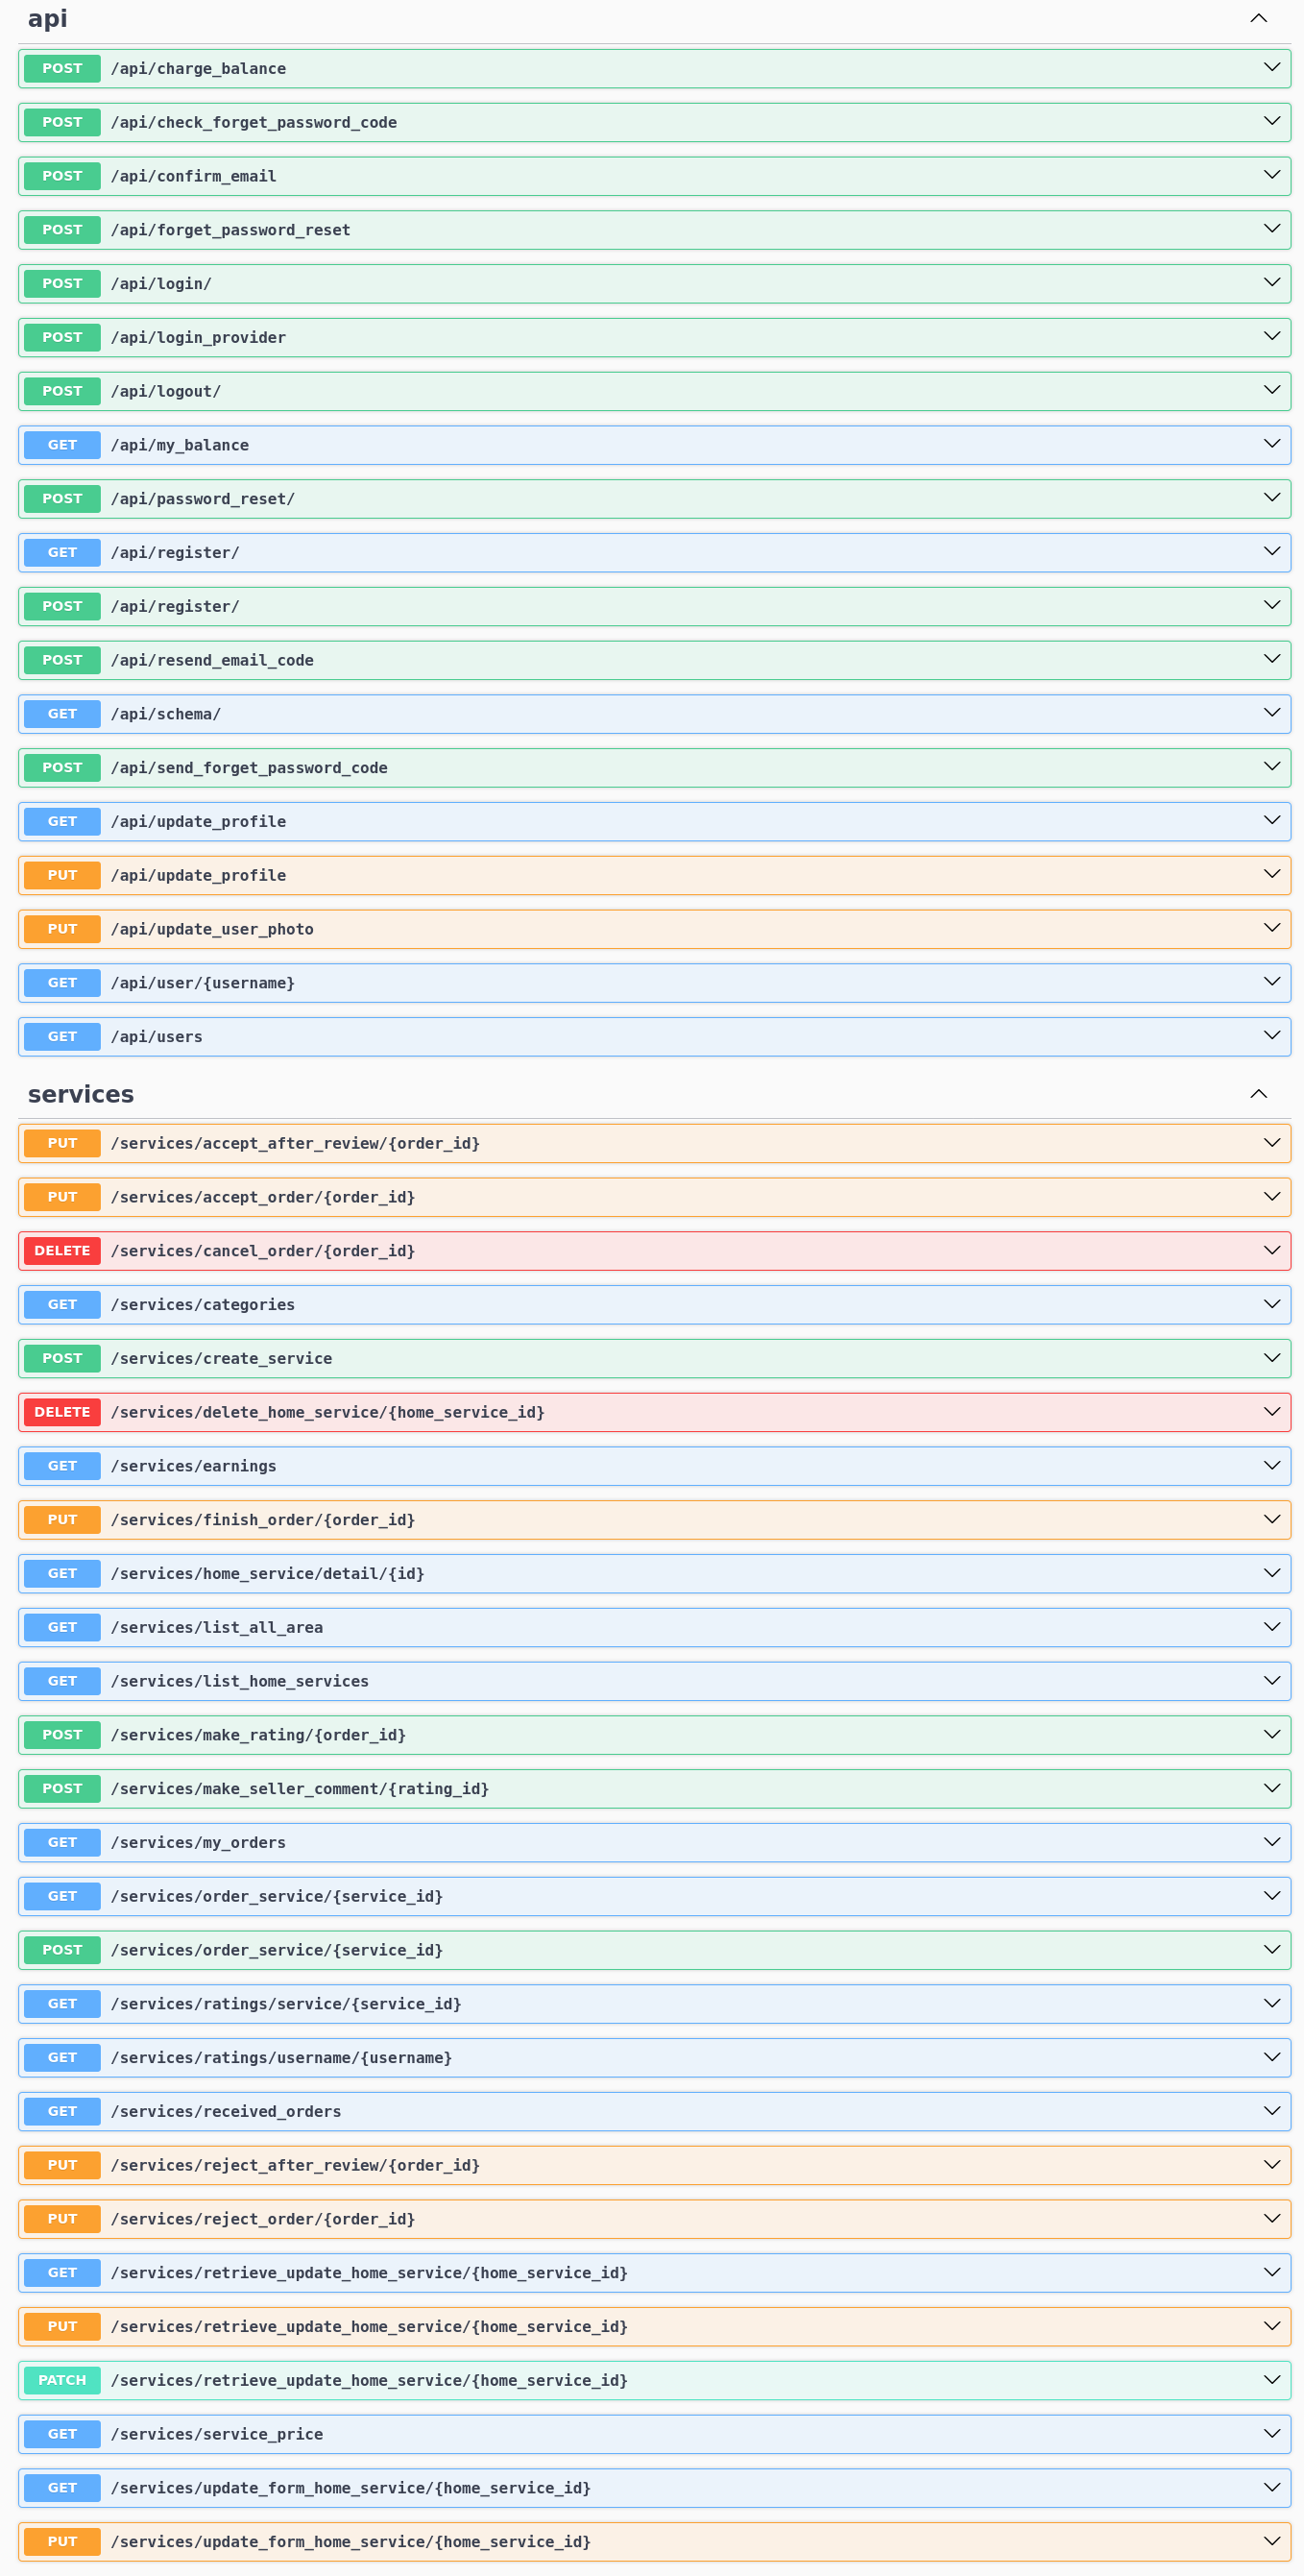 api
POST /api/charge_balance
POST /api/check_forget_password_code
POST /api/confirm_email
POST /api/forget_password_reset
POST /api/login/
POST /api/login_provider
POST /api/logout/
GET /api/my_balance
POST /api/password_reset/
GET /api/register/
POST /api/register/
POST /api/resend_email_code
GET /api/schema/
POST /api/send_forget_password_code
GET /api/update_profile
PUT /api/update_profile
PUT /api/update_user_photo
GET /api/user/{username}
GET /api/users
services
PUT /services/accept_after_review/{order_id}
PUT /services/accept_order/{order_id}
DELETE /services/cancel_order/{order_id}
GET /services/categories
POST /services/create_service
DELETE /services/delete_home_service/{home_service_id}
GET /services/earnings
PUT /services/finish_order/{order_id}
GET /services/home_service/detail/{id}
GET /services/list_all_area
GET /services/list_home_services
POST /services/make_rating/{order_id}
POST /services/make_seller_comment/{rating_id}
GET /services/my_orders
GET /services/order_service/{service_id}
POST /services/order_service/{service_id}
GET /services/ratings/service/{service_id}
GET /services/ratings/username/{username}
GET /services/received_orders
PUT /services/reject_after_review/{order_id}
PUT /services/reject_order/{order_id}
GET /services/retrieve_update_home_service/{home_service_id}
PUT /services/retrieve_update_home_service/{home_service_id}
PATCH /services/retrieve_update_home_service/{home_service_id}
GET /services/service_price
GET /services/update_form_home_service/{home_service_id}
PUT /services/update_form_home_service/{home_service_id}